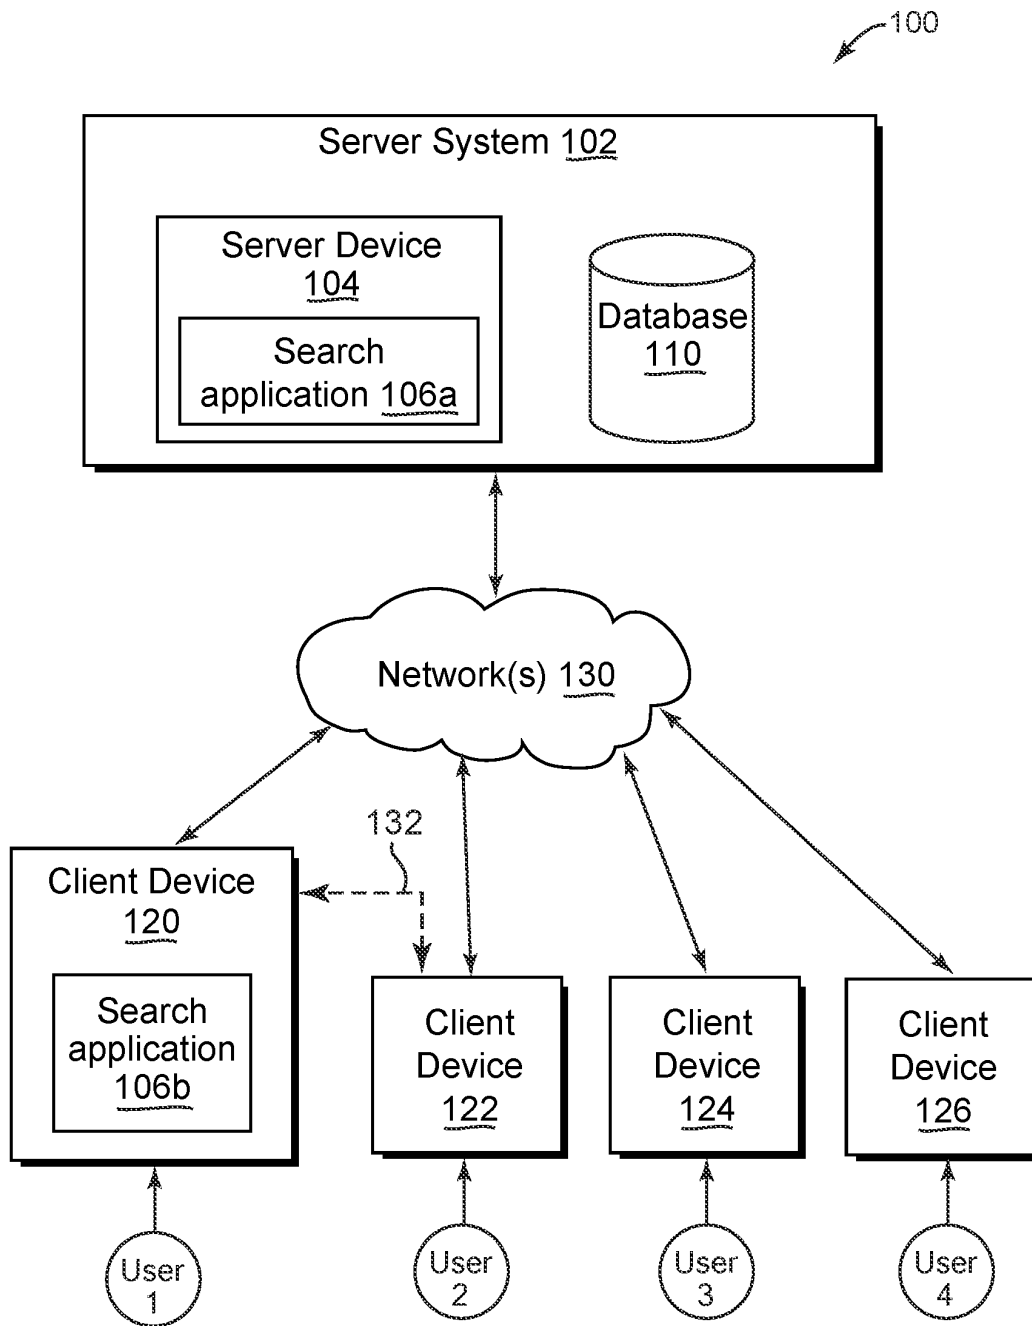 100
Server System 102
Server Device
104
Search
application 106a
Database
110
Network(s) 130
132
Client Device
120
Search
application
106b
Client
Device
122
Client
Device
124
Client
Device
126
User
1
User
2
User
3
User
4